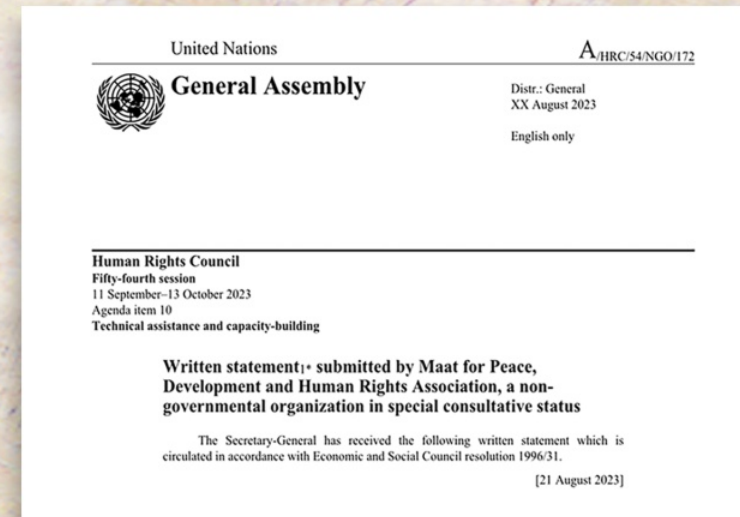 United Nations
A/HRC/54/NGO/172
General Assembly
Distr.: General
XX August 2023
English only
Human Rights Council
Fifty-fourth session
11 September–13 October 2023
Agenda item 10
Technical assistance and capacity-building
Written statement1* submitted by Maat for Peace,
Development and Human Rights Association, a non-
governmental organization in special consultative status
The Secretary-General has received the following written statement which is
circulated in accordance with Economic and Social Council resolution 1996/31.
[21 August 2023]